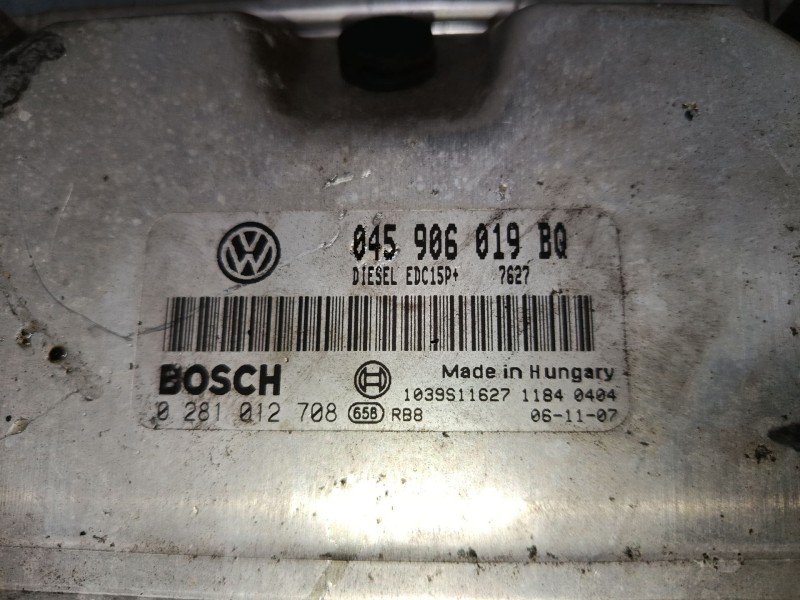 VW
045 906 019 BQ
DIESEL EDC15P+ 7627
BOSCH
Made in Hungary
1039S11627 1184 0404
0 281 012 708 658 RB8 06-11-07